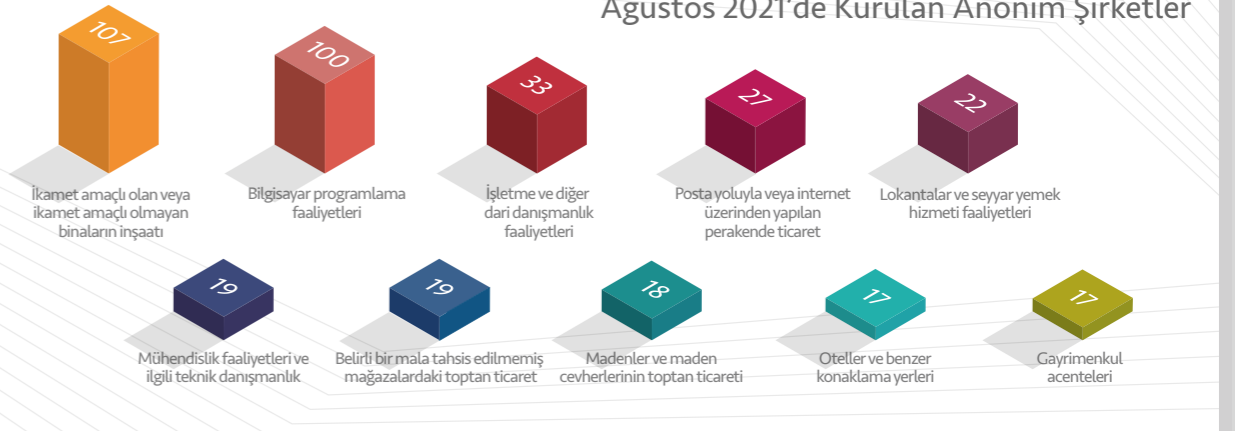 Ağustos 2021'de Kurulan Anonim Şirketler
107
100
33
27
22
İkamet amaçlı olan veya
ikamet amaçlı olmayan
binaların inşaatı
Bilgisayar programlama
faaliyetleri
İşletme ve diğer
dari danışmanlık
faaliyetleri
Posta yoluyla veya internet
üzerinden yapılan
perakende ticaret
Lokantalar ve seyyar yemek
hizmeti faaliyetleri
19
19
18
17
17
Mühendislik faaliyetleri ve
ilgili teknik danışmanlık
Belirli bir mala tahsis edilmemiş
mağazalardaki toptan ticaret
Madenler ve maden
cevherlerinin toptan ticareti
Oteller ve benzer
konaklama yerleri
Gayrimenkul
acenteleri